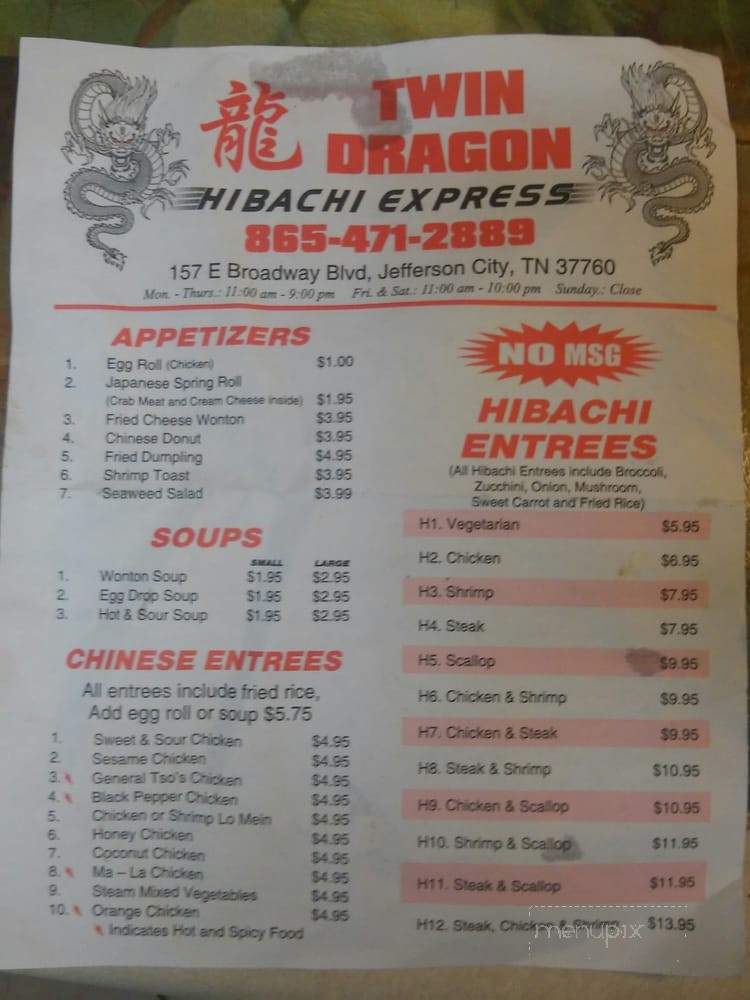 龍
TWIN
DRAGON
HIBACHI EXPRESS
865-471-2889
157 E Broadway Blvd, Jefferson City, TN 37760
Mon. - Thurs.: 11:00 am - 9:00 pm Fri. & Sat.: 11:00 am - 10:00 pm Sunday.: Close
APPETIZERS
1. Egg Roll (Chicken) $1.00
2. Japanese Spring Roll
(Crab Meat and Cream Cheese inside) $1.95
3. Fried Cheese Wonton $3.95
4. Chinese Donut $3.95
5. Fried Dumpling $4.95
6. Shrimp Toast $3.95
7. Seaweed Salad $3.99
SOUPS
SMALL LARGE
1. Wonton Soup $1.95 $2.95
2. Egg Drop Soup $1.95 $2.95
3. Hot & Sour Soup $1.95 $2.95
CHINESE ENTREES
All entrees include fried rice,
Add egg roll or soup $5.75
1. Sweet & Sour Chicken $4.95
2. Sesame Chicken $4.95
3. General Tso's Chicken $4.95
4. Black Pepper Chicken $4.95
5. Chicken or Shrimp Lo Mein $4.95
6. Honey Chicken $4.95
7. Coconut Chicken $4.95
8. Ma – La Chicken $4.95
9. Steam Mixed Vegetables $4.95
10. Orange Chicken $4.95
Indicates Hot and Spicy Food
NO MSG
HIBACHI
ENTREES
(All Hibachi Entrees include Broccoli,
Zucchini, Onion, Mushroom,
Sweet Carrot and Fried Rice)
H1. Vegetarian $5.95
H2. Chicken $6.95
H3. Shrimp $7.95
H4. Steak $7.95
H5. Scallop $9.95
H6. Chicken & Shrimp $9.95
H7. Chicken & Steak $9.95
H8. Steak & Shrimp $10.95
H9. Chicken & Scallop $10.95
H10. Shrimp & Scallop $11.95
H11. Steak & Scallop $11.95
H12. Steak, Chicken & Shrimp $13.95
menupix